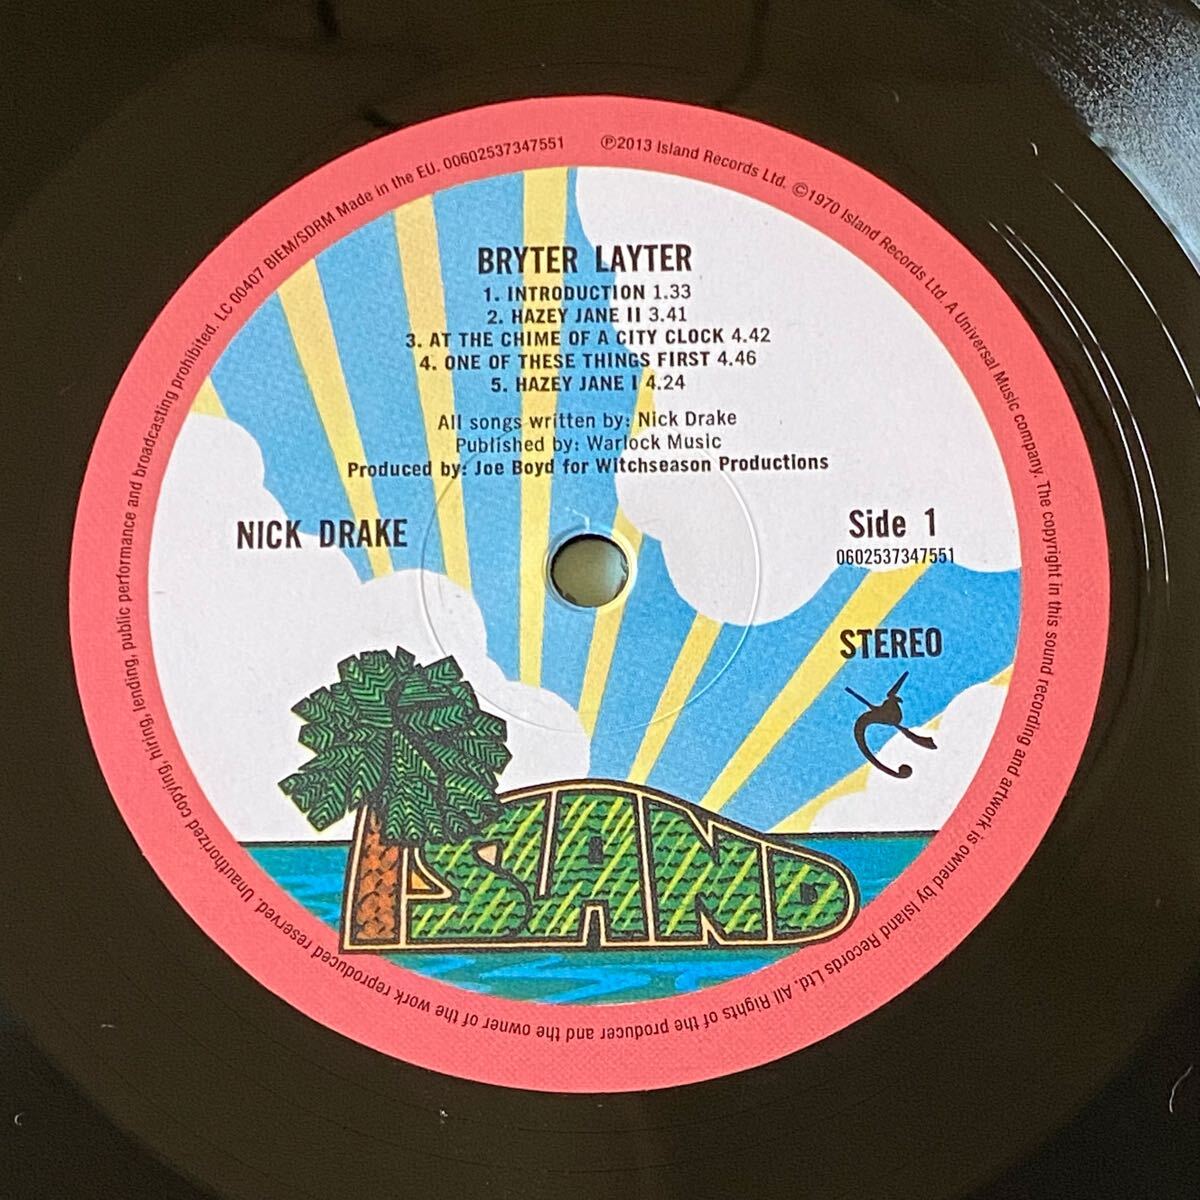 BRYTER LAYTER
1. INTRODUCTION 1.33
2. HAZEY JANE II 3.41
3. AT THE CHIME OF A CITY CLOCK 4.42
4. ONE OF THESE THINGS FIRST 4.46
5. HAZEY JANE I 4.24
All songs written by: Nick Drake
Published by: Warlock Music
Produced by: Joe Boyd for Witchseason Productions
NICK DRAKE
Side 1
0602537347551
STEREO
ISLAND
℗2013 Island Records Ltd. ©1970 Island Records Ltd. A Universal Music company. The copyright in this sound recording and artwork is owned by Island Records Ltd. All Rights of the producer and the owner of the work reproduced reserved. Unauthorized copying, hiring, lending, public performance and broadcasting prohibited. LC 00407 BIEM/SDRM Made in the EU. 00602537347551